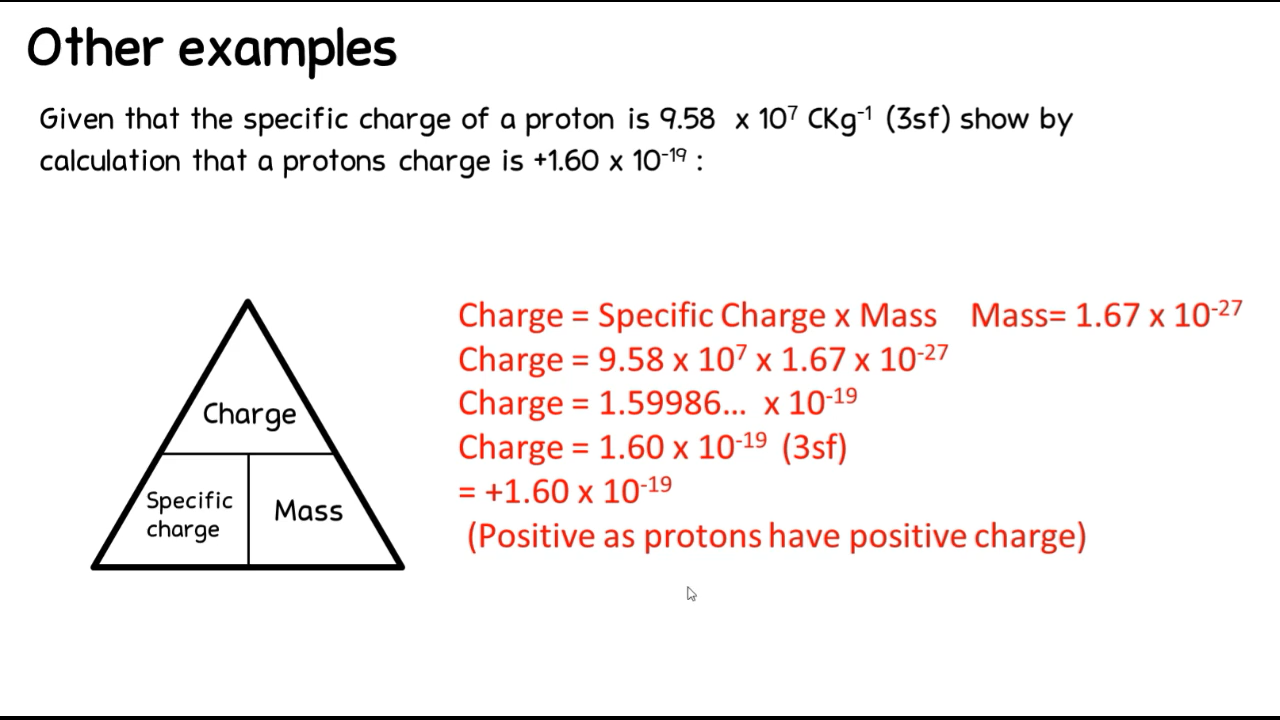 Other examples
Given that the specific charge of a proton is 9.58 x 10⁷ CKg⁻¹ (3sf) show by
calculation that a protons charge is +1.60 x 10⁻¹⁹ :
Charge = Specific Charge x Mass Mass= 1.67 x 10⁻²⁷
Charge = 9.58 x 10⁷ x 1.67 x 10⁻²⁷
Charge = 1.59986... x 10⁻¹⁹
Charge = 1.60 x 10⁻¹⁹ (3sf)
= +1.60 x 10⁻¹⁹
(Positive as protons have positive charge)
Charge
Specific
charge
Mass